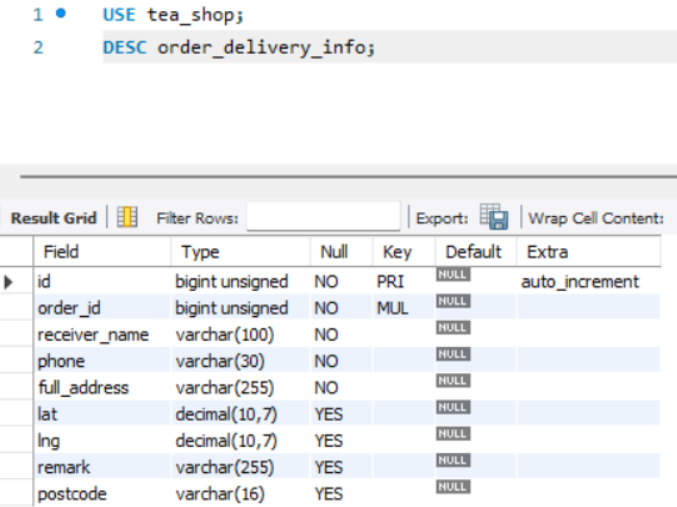 1 USE tea_shop;
2 DESC order_delivery_info;
Result Grid Filter Rows: Export: Wrap Cell Content:
Field Type Null Key Default Extra
id bigint unsigned NO PRI NULL auto_increment
order_id bigint unsigned NO MUL NULL
receiver_name varchar(100) NO NULL
phone varchar(30) NO NULL
full_address varchar(255) NO NULL
lat decimal(10,7) YES NULL
lng decimal(10,7) YES NULL
remark varchar(255) YES NULL
postcode varchar(16) YES NULL